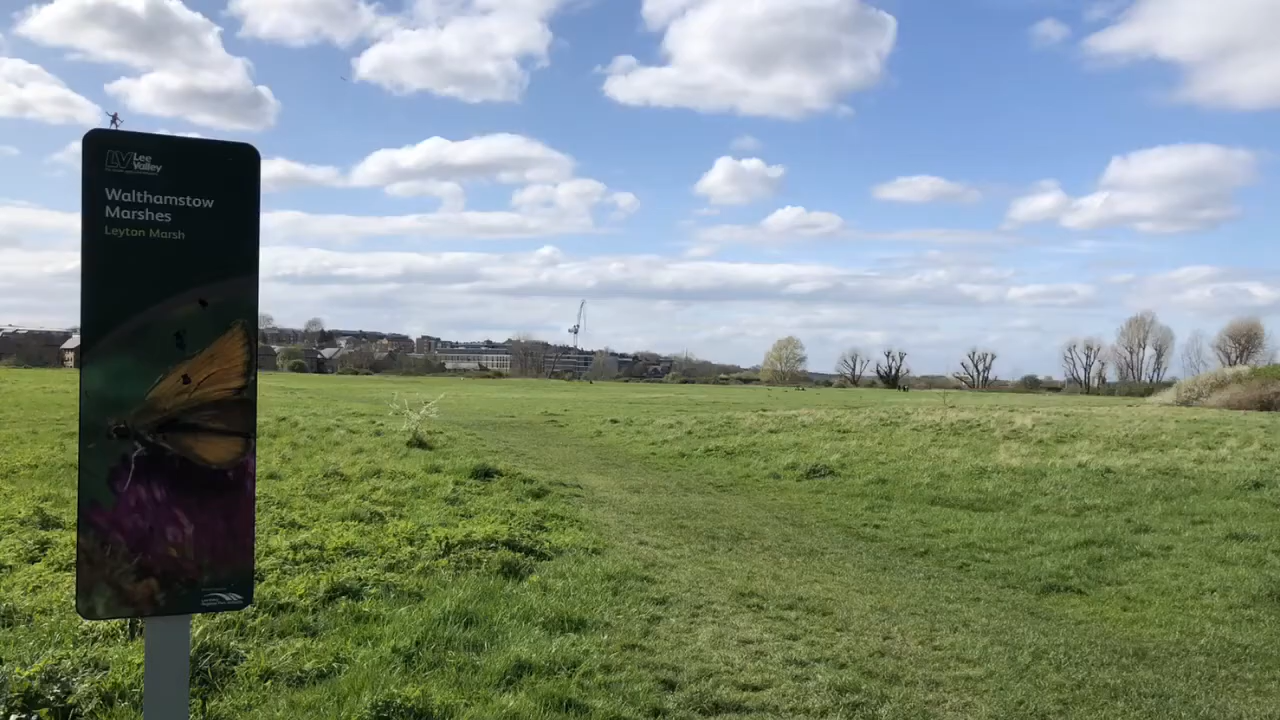 LV Lee
Valley
Walthamstow
Marshes
Leyton Marsh